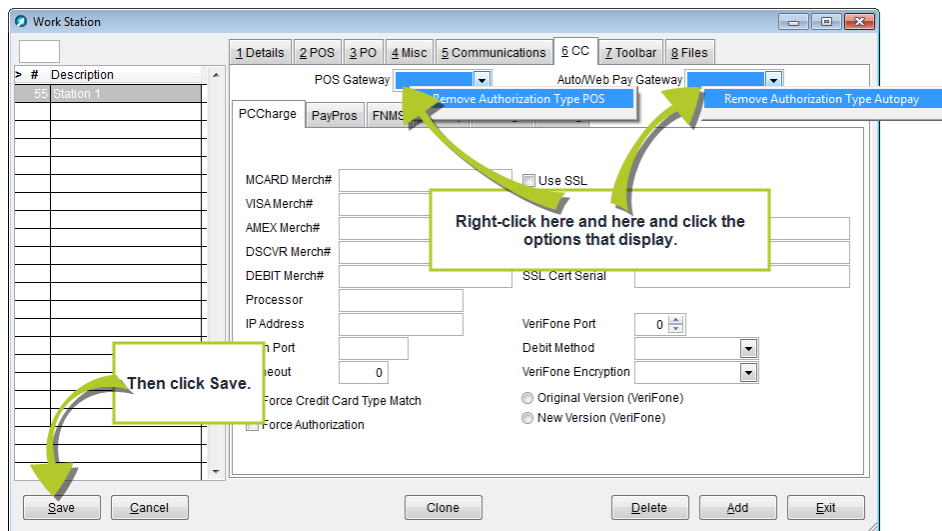 Work Station
1 Details 2 POS 3 PO 4 Misc 5 Communications 6 CC 7 Toolbar 8 Files
> # Description
POS Gateway Auto/Web Pay Gateway
55 Station 1
Remove Authorization Type POS Remove Authorization Type Autopay
PCCharge PayPros FNMS
MCARD Merch# Use SSL
VISA Merch#
AMEX Merch#
Right-click here and here and click the
options that display.
DSCVR Merch#
DEBIT Merch# SSL Cert Serial
Processor
IP Address VeriFone Port 0
Port Debit Method
0 VeriFone Encryption
Then click Save.
Force Credit Card Type Match Original Version (VeriFone)
Force Authorization New Version (VeriFone)
Save Cancel Clone Delete Add Exit